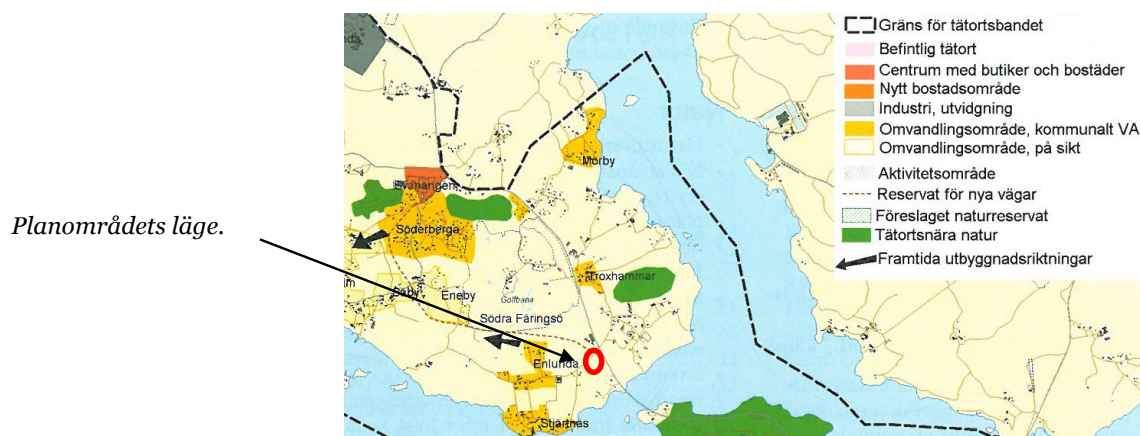 Planområdets läge.
Gräns för tätortsbandet
Befintlig tätort
Centrum med butiker och bostäder
Nytt bostadsområde
Industri, utvidgning
Omvandlingsområde, kommunalt VA
Omvandlingsområde, på sikt
Aktivitetsområde
Reservat för nya vägar
Föreslaget naturreservat
Tätortsnära natur
Framtida utbyggnadsriktningar
Mörby
Svanängen
Söderberga
Troxhammar
Säby
Eneby
Golfbana
Södra Färingsö
Enlunda
Stjärtnäs